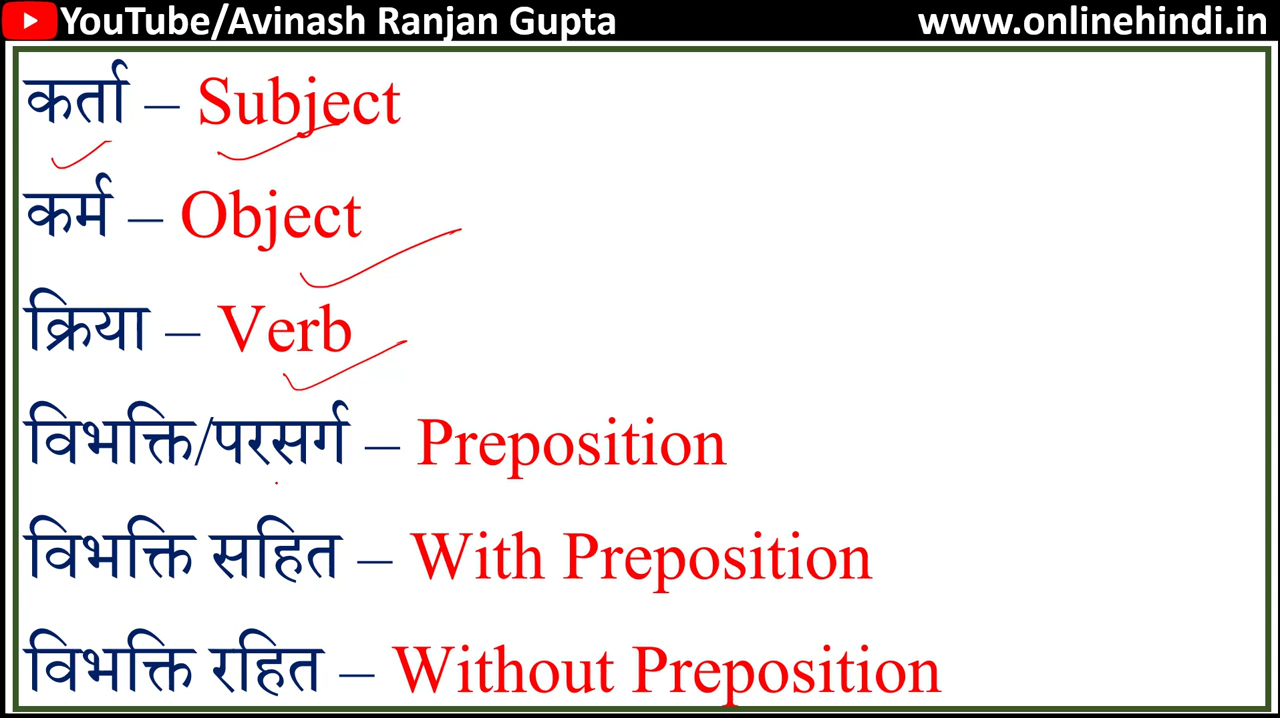 YouTube/Avinash Ranjan Gupta www.onlinehindi.in
कर्ता – Subject
कर्म – Object
क्रिया – Verb
विभक्ति/परसर्ग – Preposition
विभक्ति सहित – With Preposition
विभक्ति रहित – Without Preposition